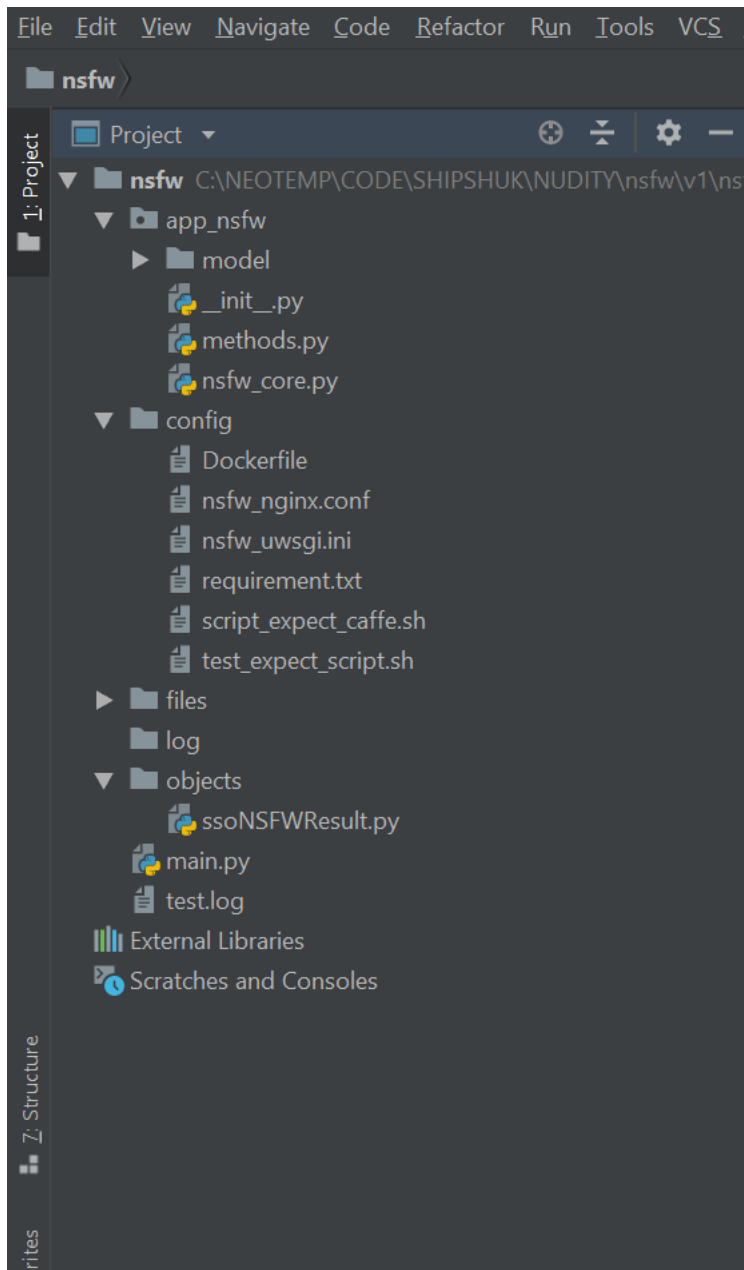 File Edit View Navigate Code Refactor Run Tools VCS
nsfw
Project
1: Project
nsfw C:\NEOTEMP\CODE\SHIPSHUK\NUDITY\nsfw\v1\ns
app_nsfw
model
__init__.py
methods.py
nsfw_core.py
config
Dockerfile
nsfw_nginx.conf
nsfw_uwsgi.ini
requirement.txt
script_expect_caffe.sh
test_expect_script.sh
files
log
objects
ssoNSFWResult.py
main.py
test.log
External Libraries
Scratches and Consoles
7: Structure
rites